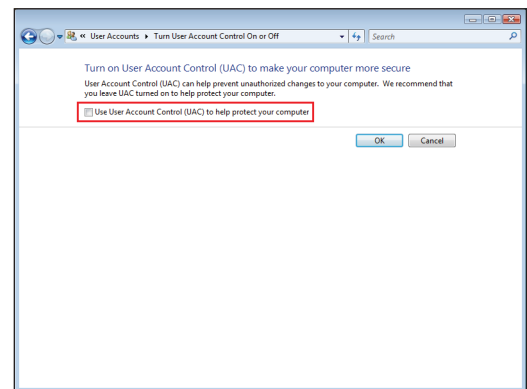 « User Accounts ▸ Turn User Account Control On or Off
Search
Turn on User Account Control (UAC) to make your computer more secure
User Account Control (UAC) can help prevent unauthorized changes to your computer. We recommend that
you leave UAC turned on to help protect your computer.
Use User Account Control (UAC) to help protect your computer
OK
Cancel